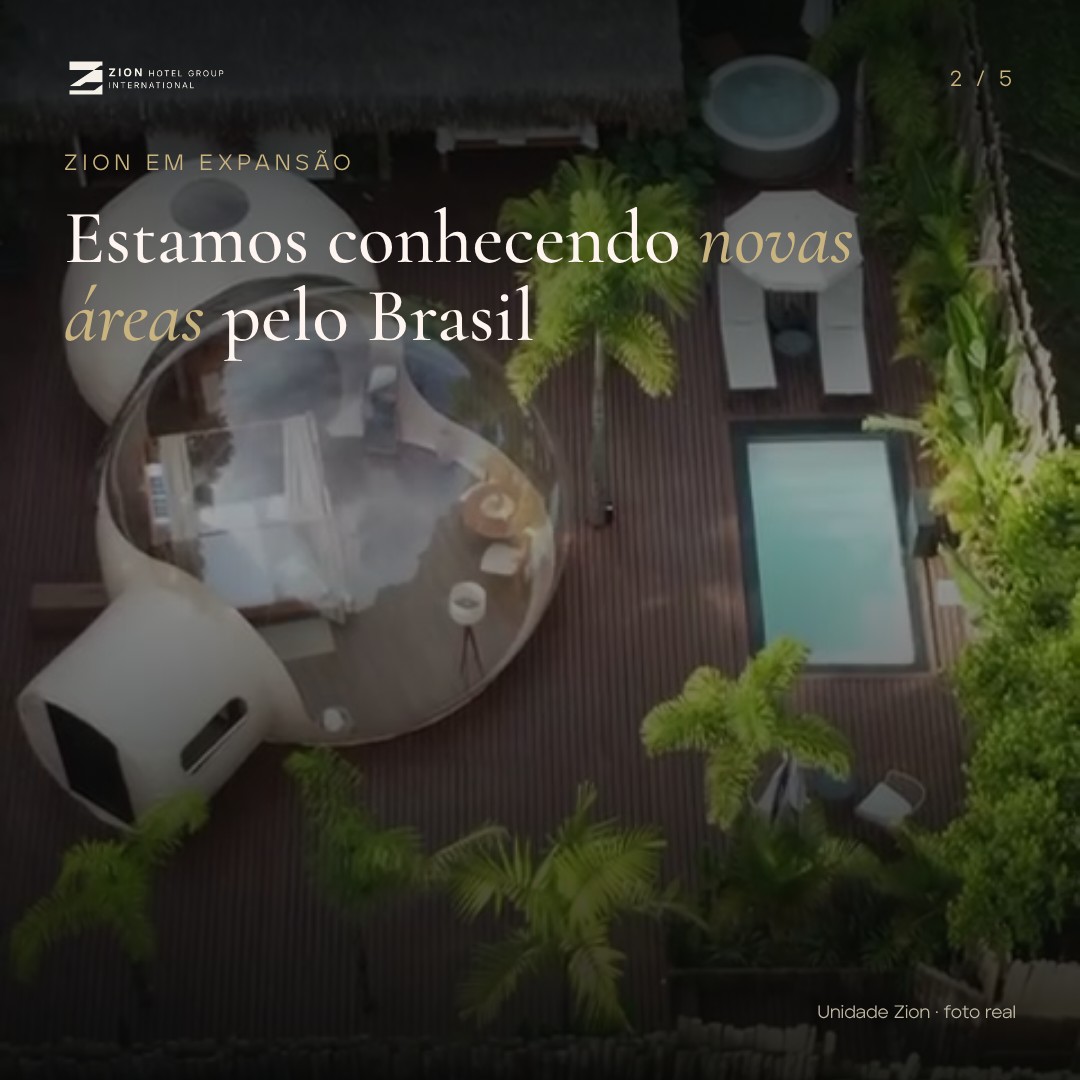 ZION HOTEL GROUP
INTERNATIONAL
2 / 5
ZION EM EXPANSÃO
Estamos conhecendo novas
áreas pelo Brasil
Unidade Zion · foto real